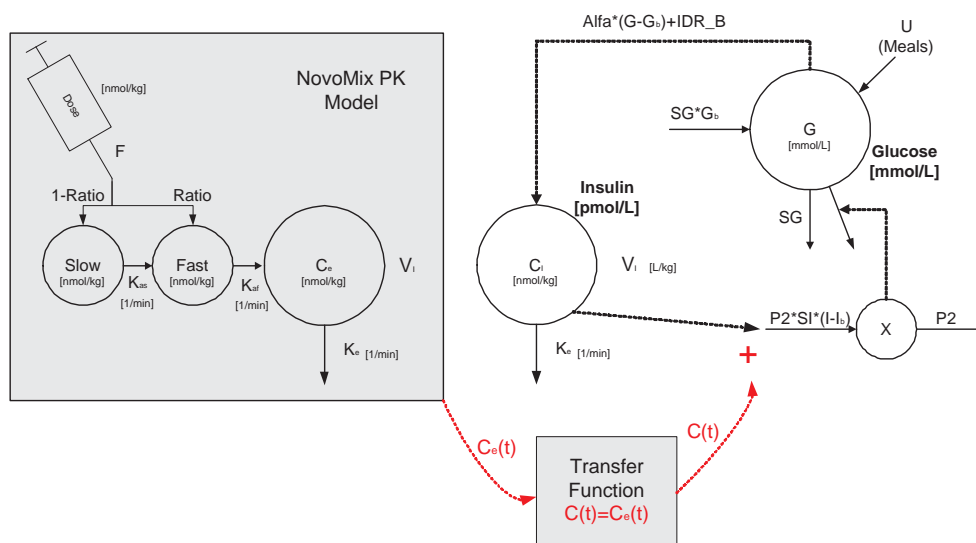 NovoMix PK
Model
Dose
[nmol/kg]
F
1-Ratio
Ratio
Slow
[nmol/kg]
Kas
[1/min]
Fast
[nmol/kg]
Kaf
[1/min]
Ce
[nmol/kg]
VI
Ke [1/min]
Alfa*(G-Gb)+IDR_B
U
(Meals)
SG*Gb
G
[mmol/L]
Glucose
[mmol/L]
SG
Insulin
[pmol/L]
CI
[nmol/kg]
VI [L/kg]
Ke [1/min]
P2*SI*(I-Ib)
X
P2
+
Ce(t)
C(t)
Transfer
Function
C(t)=Ce(t)